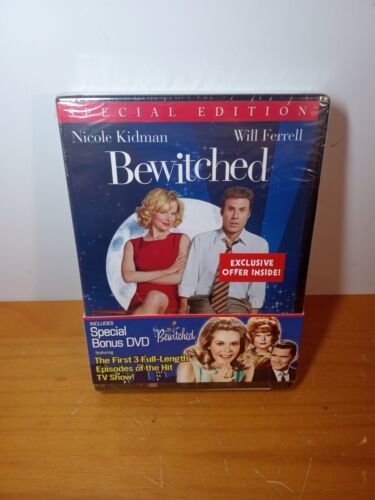 SPECIAL EDITION
Nicole Kidman Will Ferrell
Bewitched
EXCLUSIVE
OFFER INSIDE!
INCLUDES
Special
Bonus DVD
featuring
The First 3 Full-Length
Episodes of the Hit
TV Show!
Bewitched